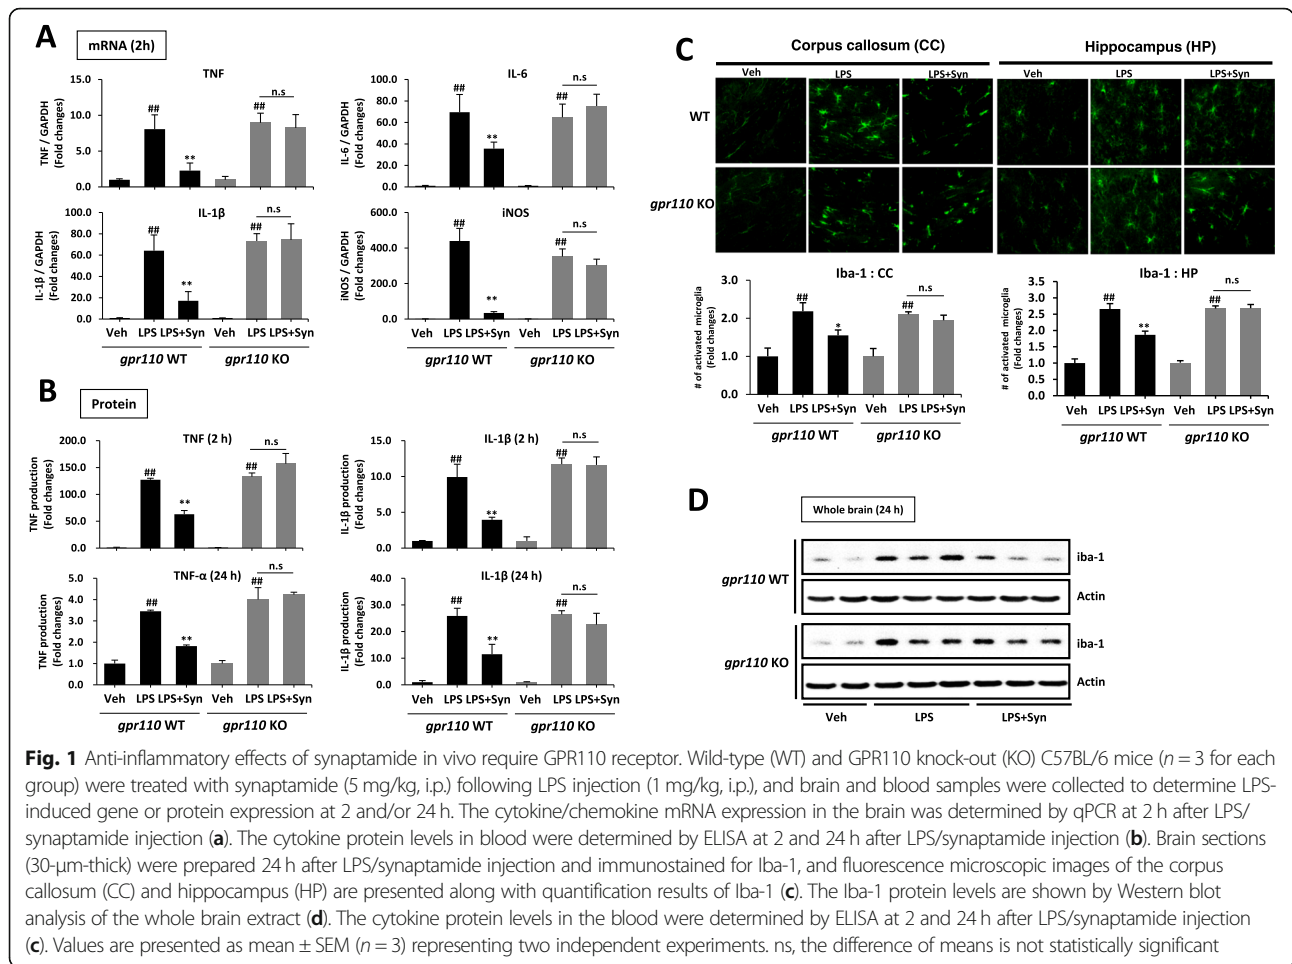 A
mRNA (2h)
TNF
15.0
10.0
5.0
0.0
TNF / GAPDH
(Fold changes)
##
**
##
n.s
IL-6
100.0
80.0
60.0
40.0
20.0
0.0
IL-6 / GAPDH
(Fold changes)
##
**
##
n.s
IL-1β
100.0
80.0
60.0
40.0
20.0
0.0
IL-1β / GAPDH
(Fold changes)
##
**
##
n.s
Veh LPS LPS+Syn Veh LPS LPS+Syn
gpr110 WT gpr110 KO
iNOS
600.0
400.0
200.0
0.0
iNOS / GAPDH
(Fold changes)
##
**
##
n.s
Veh LPS LPS+Syn Veh LPS LPS+Syn
gpr110 WT gpr110 KO
B
Protein
TNF (2 h)
200.0
150.0
100.0
50.0
0.0
TNF production
(Fold changes)
##
**
##
n.s
IL-1β (2 h)
15.0
10.0
5.0
0.0
IL-1β production
(Fold changes)
##
**
##
n.s
TNF-α (24 h)
5.0
4.0
3.0
2.0
1.0
0.0
TNF production
(Fold changes)
##
**
##
n.s
Veh LPS LPS+Syn Veh LPS LPS+Syn
gpr110 WT gpr110 KO
IL-1β (24 h)
40.0
30.0
20.0
10.0
0.0
IL-1β production
(Fold changes)
##
**
##
n.s
Veh LPS LPS+Syn Veh LPS LPS+Syn
gpr110 WT gpr110 KO
C
Corpus callosum (CC) Hippocampus (HP)
Veh LPS LPS+Syn Veh LPS LPS+Syn
WT
gpr110 KO
Iba-1 : CC
3.0
2.0
1.0
0.0
# of activated microglia
(Fold changes)
##
*
##
n.s
Veh LPS LPS+Syn Veh LPS LPS+Syn
gpr110 WT gpr110 KO
Iba-1 : HP
3.5
3.0
2.5
2.0
1.5
1.0
0.5
0.0
# of activated microglia
(Fold changes)
##
**
##
n.s
Veh LPS LPS+Syn Veh LPS LPS+Syn
gpr110 WT gpr110 KO
D
Whole brain (24 h)
gpr110 WT
iba-1
Actin
gpr110 KO
iba-1
Actin
Veh LPS LPS+Syn
Fig. 1 Anti-inflammatory effects of synaptamide in vivo require GPR110 receptor. Wild-type (WT) and GPR110 knock-out (KO) C57BL/6 mice (n = 3 for each
group) were treated with synaptamide (5 mg/kg, i.p.) following LPS injection (1 mg/kg, i.p.), and brain and blood samples were collected to determine LPS-
induced gene or protein expression at 2 and/or 24 h. The cytokine/chemokine mRNA expression in the brain was determined by qPCR at 2 h after LPS/
synaptamide injection (a). The cytokine protein levels in blood were determined by ELISA at 2 and 24 h after LPS/synaptamide injection (b). Brain sections
(30-μm-thick) were prepared 24 h after LPS/synaptamide injection and immunostained for Iba-1, and fluorescence microscopic images of the corpus
callosum (CC) and hippocampus (HP) are presented along with quantification results of Iba-1 (c). The Iba-1 protein levels are shown by Western blot
analysis of the whole brain extract (d). The cytokine protein levels in the blood were determined by ELISA at 2 and 24 h after LPS/synaptamide injection
(c). Values are presented as mean ± SEM (n = 3) representing two independent experiments. ns, the difference of means is not statistically significant